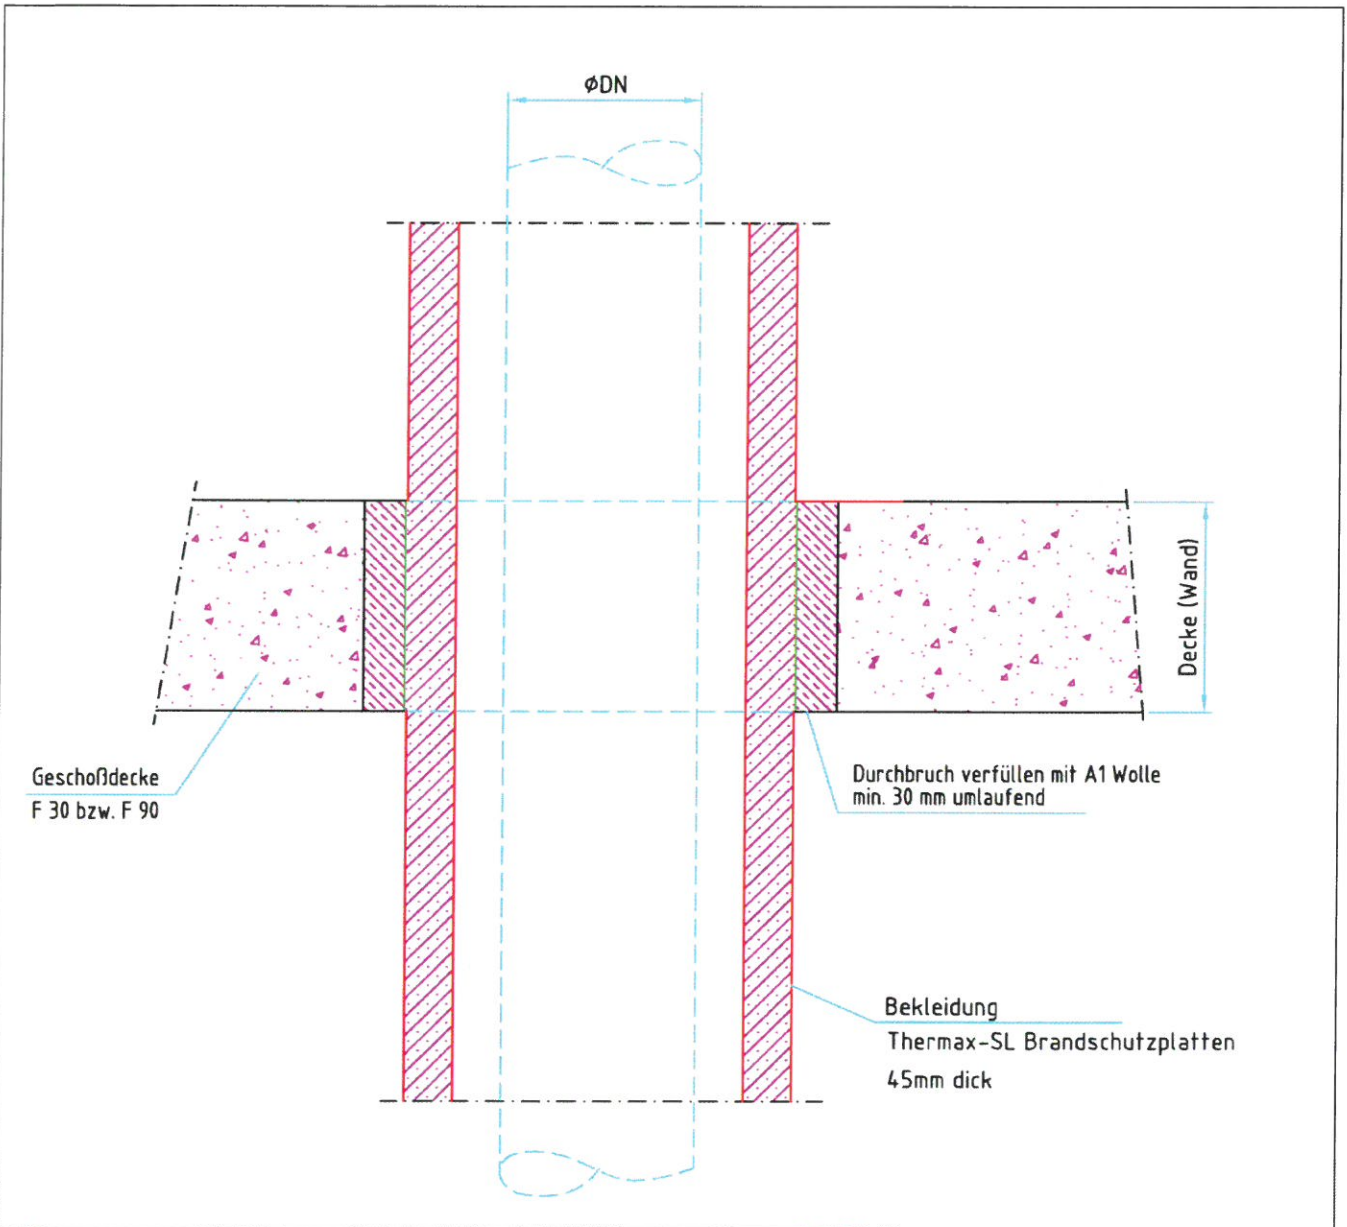 ϕDN
Decke (Wand)
Geschoßdecke
F 30 bzw. F 90
Durchbruch verfüllen mit A1 Wolle
min. 30 mm umlaufend
Bekleidung
Thermax-SL Brandschutzplatten
45mm dick